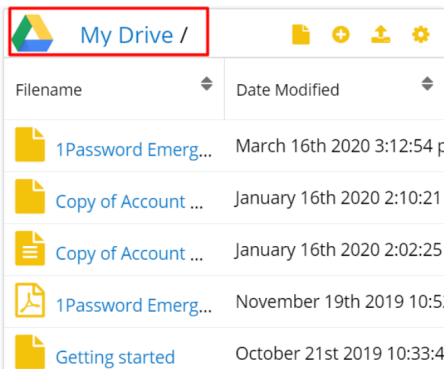 My Drive /
Filename Date Modified
1Password Emerg... March 16th 2020 3:12:54
Copy of Account ... January 16th 2020 2:10:21
Copy of Account ... January 16th 2020 2:02:25
1Password Emerg... November 19th 2019
Getting started October 21st 2019 10:33:4